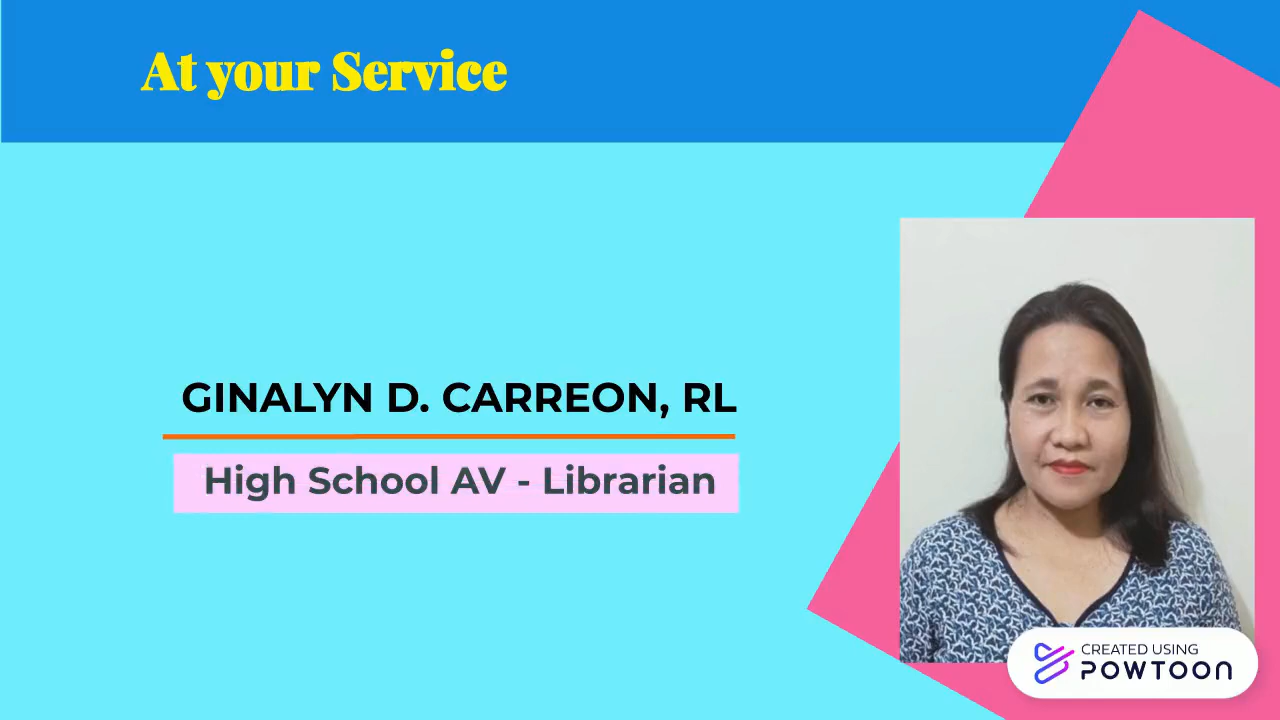 At your Service
GINALYN D. CARREON, RL
High School AV - Librarian
CREATED USING
POWTOON